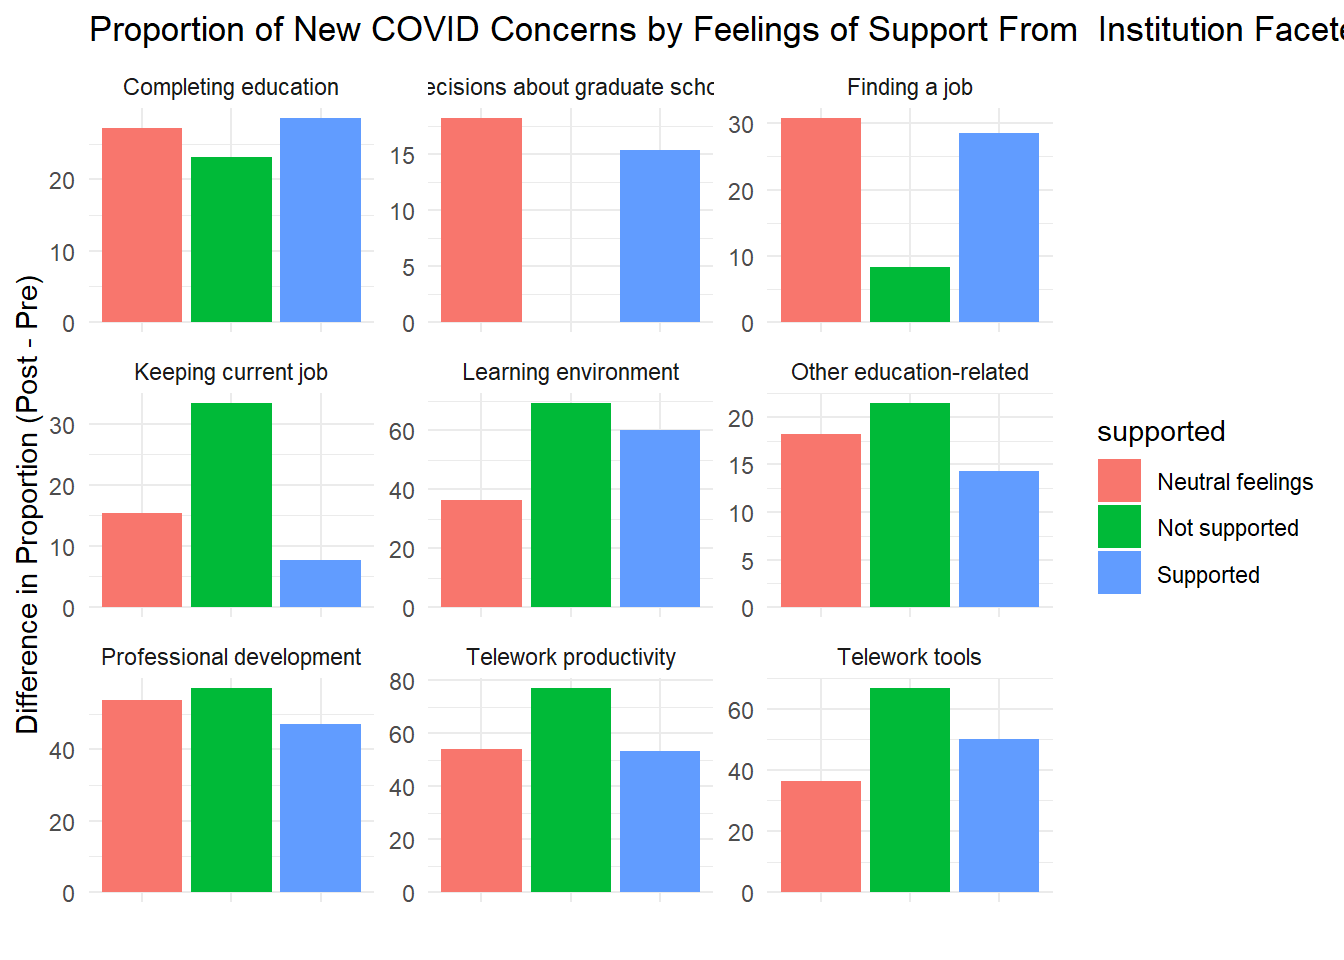 Proportion of New COVID Concerns by Feelings of Support From  Institution Facete
Completing education
ecisions about graduate scho
Finding a job
20
10
0
15
10
5
0
30
20
10
0
Keeping current job
Learning environment
Other education-related
30
20
10
0
60
40
20
0
20
15
10
5
0
Professional development
Telework productivity
Telework tools
40
20
0
80
60
40
20
0
60
40
20
0
Difference in Proportion (Post - Pre)
supported
Neutral feelings
Not supported
Supported